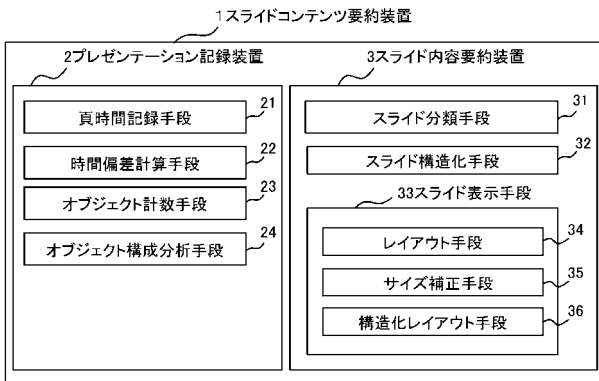 1スライドコンテンツ要約装置
2プレゼンテーション記録装置
頁時間記録手段
21
時間偏差計算手段
22
オブジェクト計数手段
23
オブジェクト構成分析手段
24
3スライド内容要約装置
スライド分類手段
31
スライド構造化手段
32
33スライド表示手段
レイアウト手段
34
サイズ補正手段
35
構造化レイアウト手段
36